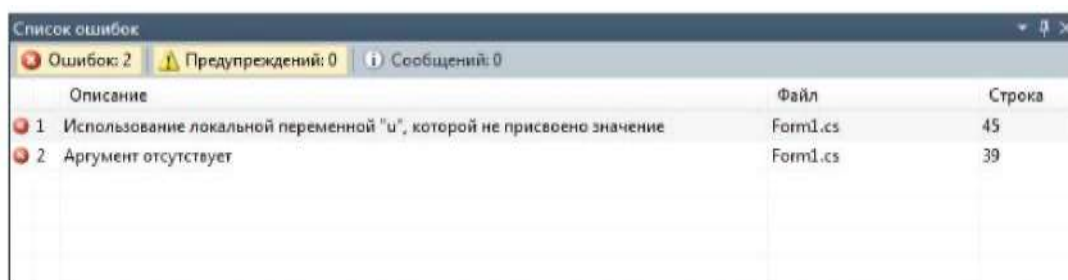 Список ошибок
Ошибок: 2 Предупреждений: 0 Сообщений: 0
Описание Файл Строка
1 Использование локальной переменной "u", которой не присвоено значение Form1.cs 45
2 Аргумент отсутствует Form1.cs 39